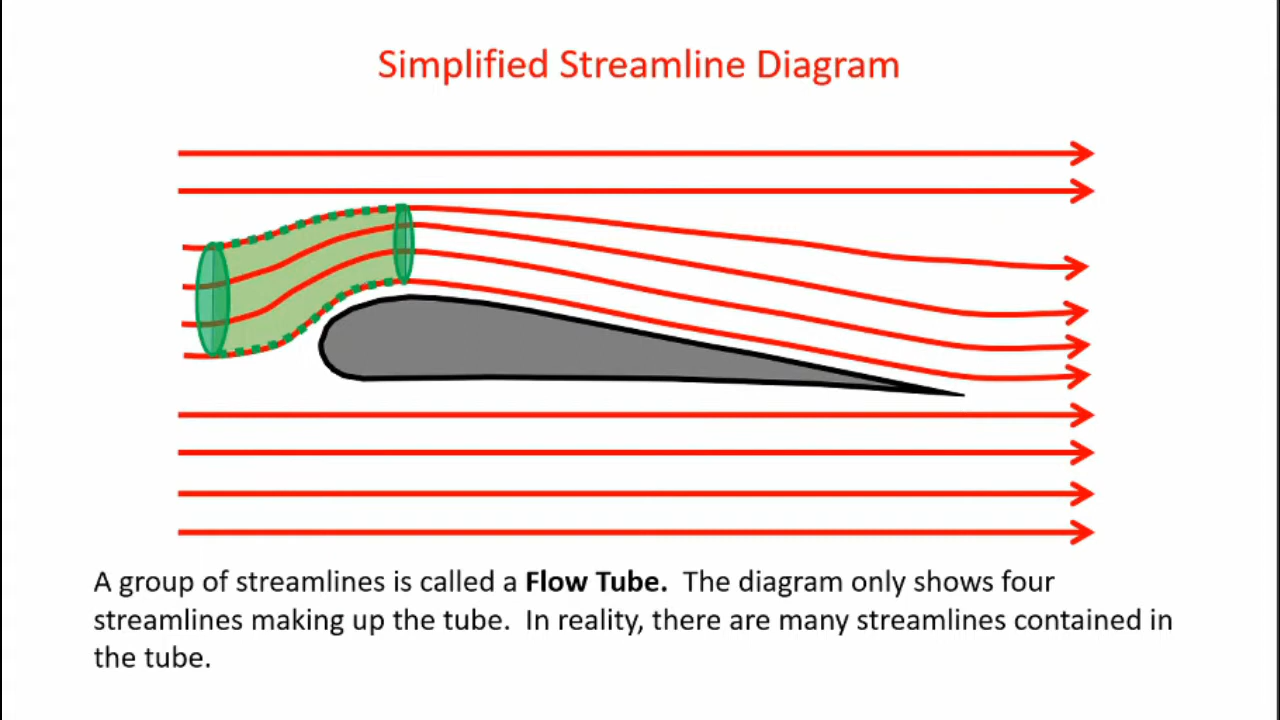 Simplified Streamline Diagram
A group of streamlines is called a Flow Tube.  The diagram only shows four
streamlines making up the tube.  In reality, there are many streamlines contained in
the tube.